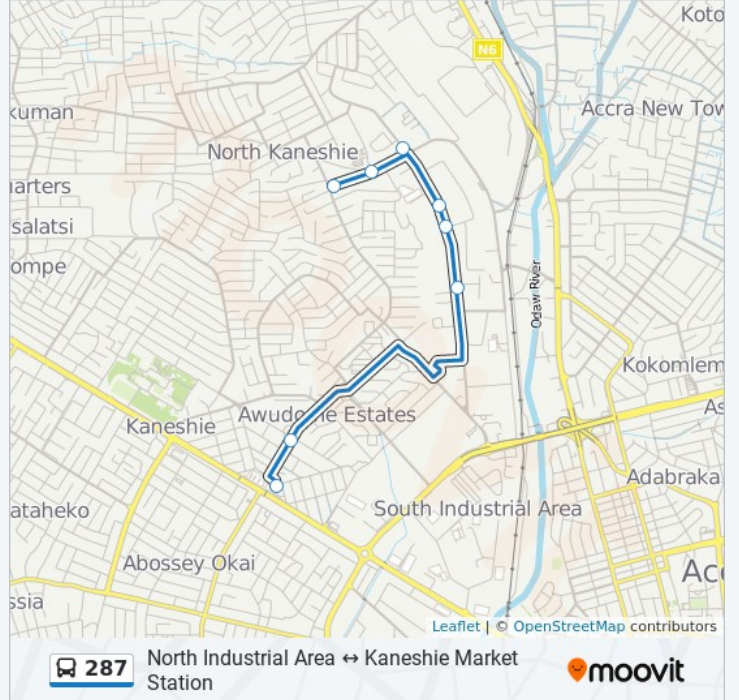 Koto
N6
Accra New Tow
kuman
North Kaneshie
arters
salatsi
ompe
Odaw River
Kokomlem
As
Awudome Estates
Kaneshie
Adabraka
ataheko
South Industrial Area
Abossey Okai
Acc
ssia
Leaflet | © OpenStreetMap contributors
287
North Industrial Area ↔ Kaneshie Market
Station
moovit